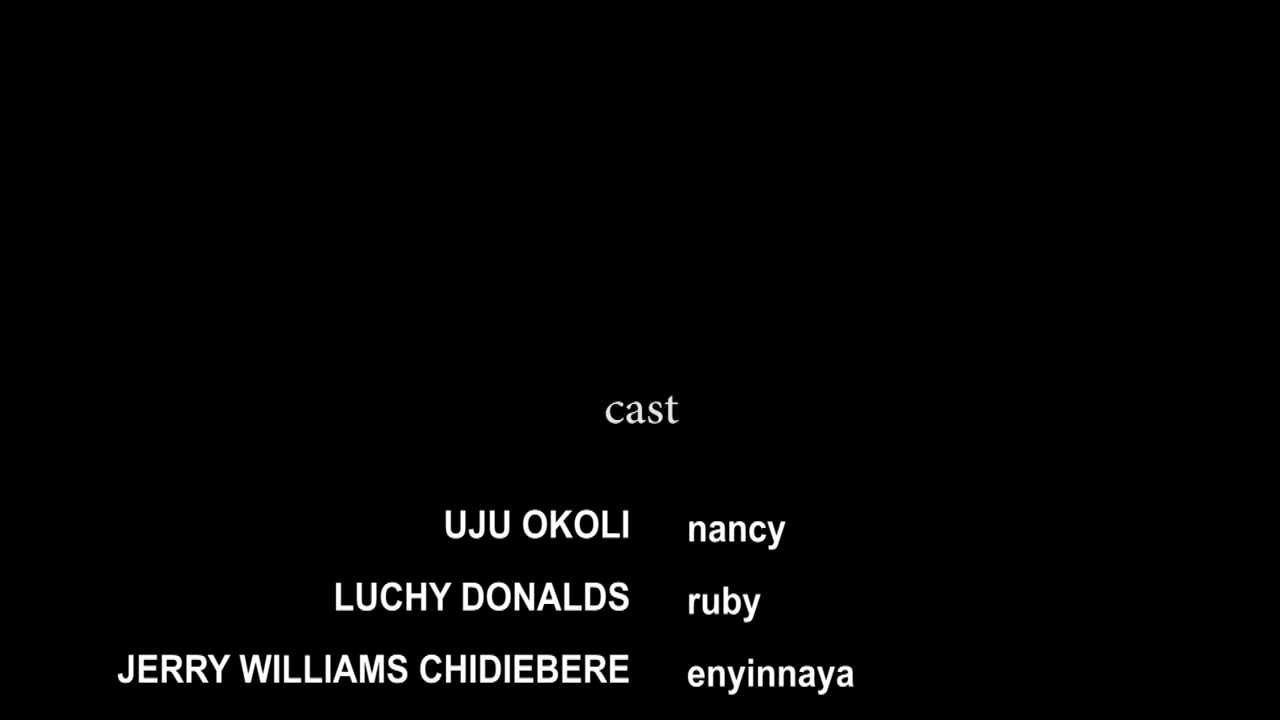 cast
UJU OKOLI nancy
LUCHY DONALDS ruby
JERRY WILLIAMS CHIDIEBERE enyinnaya